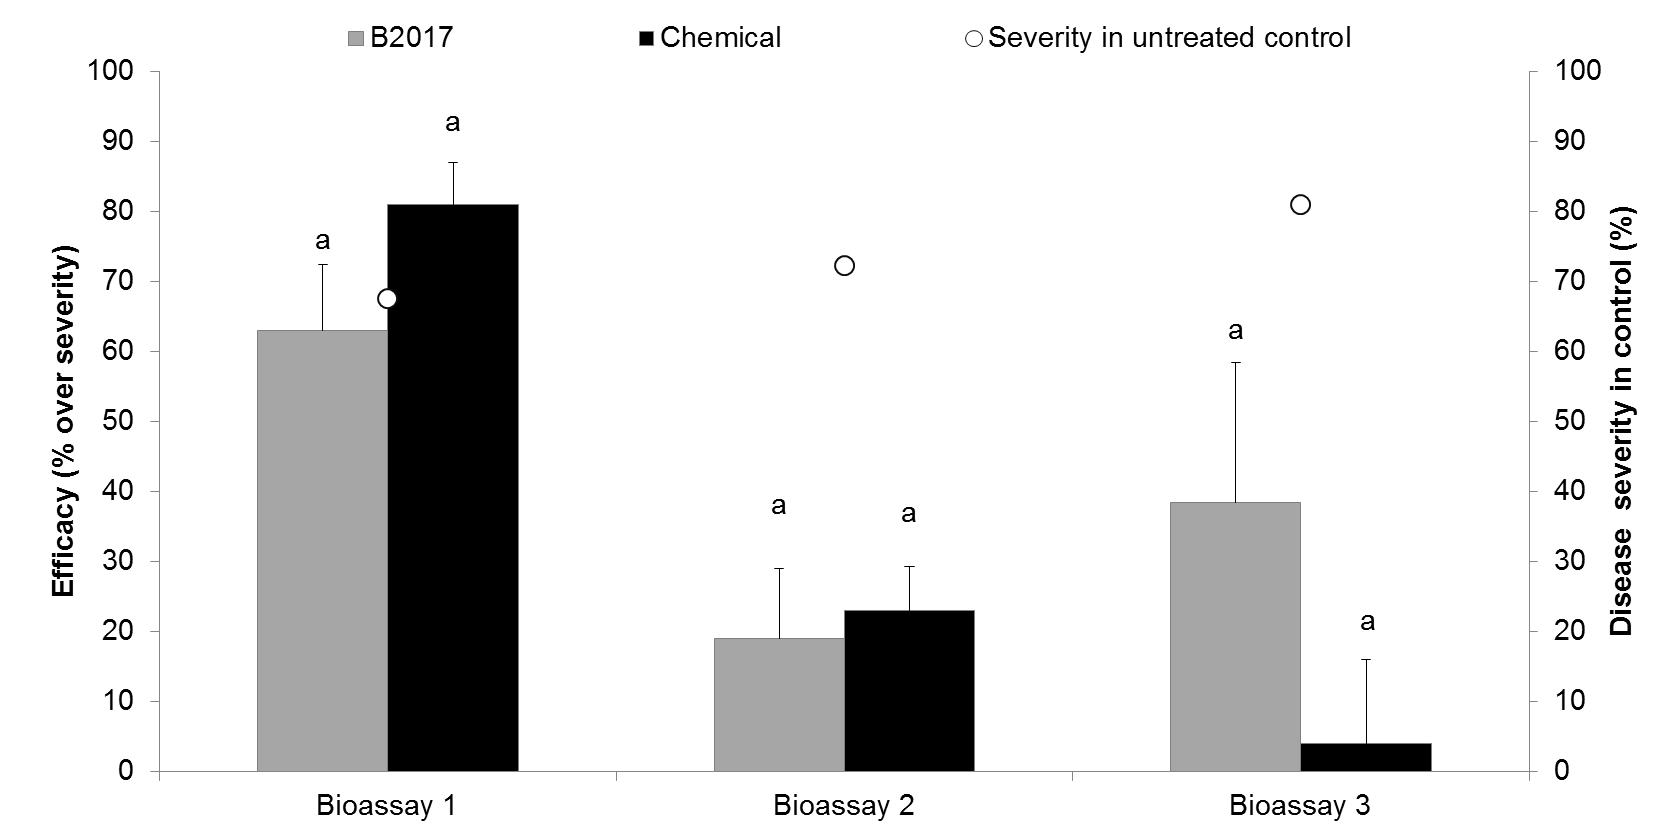 B2017 Chemical Severity in untreated control
Efficacy (% over severity)
100
90
80
70
60
50
40
30
20
10
0
a
a
a
a
a
a
100
90
80
70
60
50
40
30
20
10
0
Disease severity in control (%)
Bioassay 1 Bioassay 2 Bioassay 3